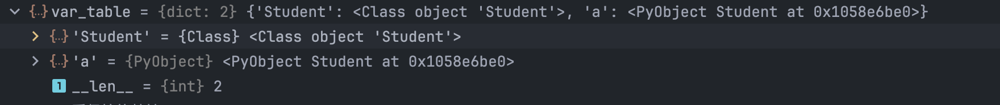 var_table = {dict: 2} {'Student': <Class object 'Student'>, 'a': <PyObject Student at 0x1058e6be0>}
'Student' = {Class} <Class object 'Student'>
'a' = {PyObject} <PyObject Student at 0x1058e6be0>
1 __len__ = {int} 2